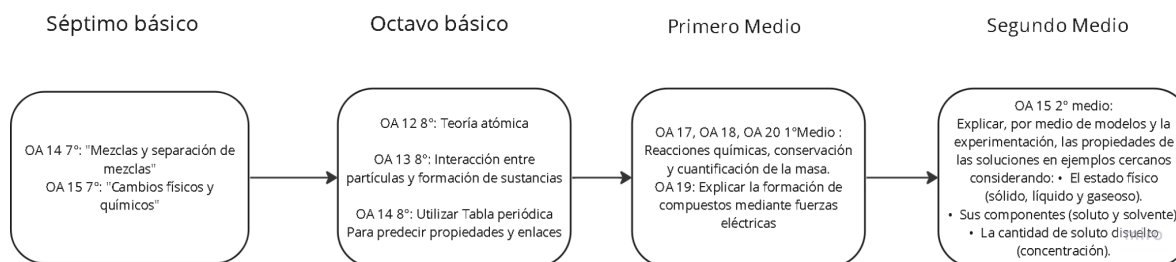 Séptimo básico
Octavo básico
Primero Medio
Segundo Medio
OA 14 7°: "Mezclas y separación de
mezclas"
OA 15 7°: "Cambios físicos y
químicos"
OA 12 8°: Teoría atómica
OA 13 8°: Interacción entre
partículas y formación de sustancias
OA 14 8°: Utilizar Tabla periódica
Para predecir propiedades y enlaces
OA 17, OA 18, OA 20 1°Medio :
Reacciones químicas, conservación
y cuantificación de la masa.
OA 19: Explicar la formación de
compuestos mediante fuerzas
eléctricas
OA 15 2° medio:
Explicar, por medio de modelos y la
experimentación, las propiedades de
las soluciones en ejemplos cercanos
considerando: • El estado físico
(sólido, líquido y gaseoso).
• Sus componentes (soluto y solvente)
• La cantidad de soluto disuelto
(concentración).
miro